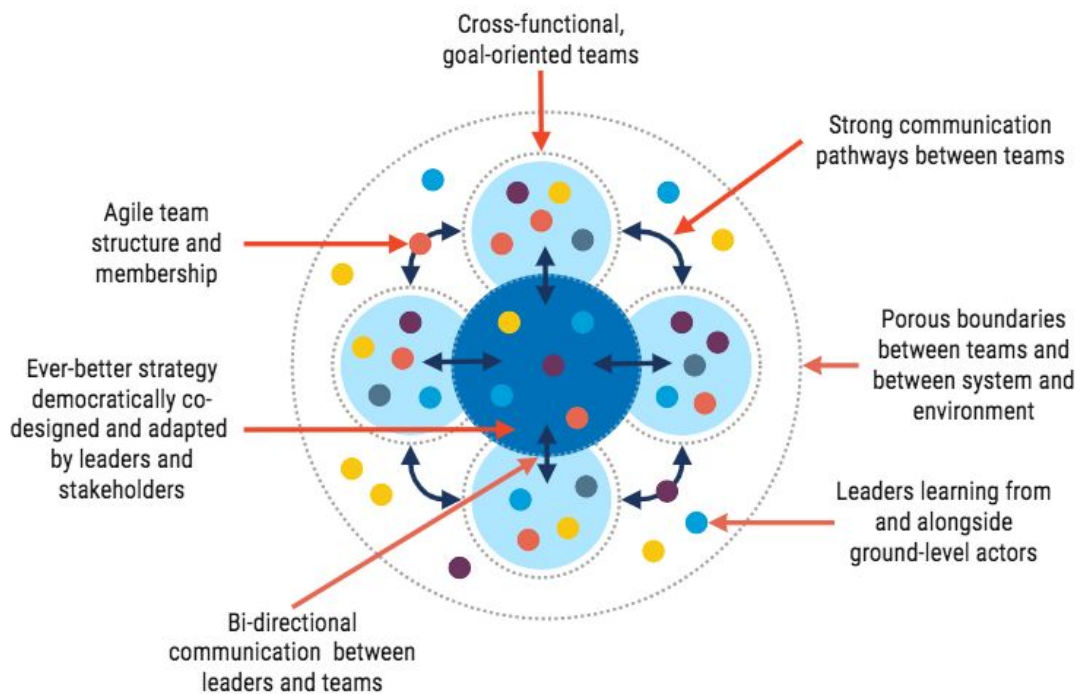 Cross-functional,
goal-oriented teams
Strong communication
pathways between teams
Agile team
structure and
membership
Porous boundaries
between teams and
between system and
environment
Ever-better strategy
democratically co-
designed and adapted
by leaders and
stakeholders
Leaders learning from
and alongside
ground-level actors
Bi-directional
communication between
leaders and teams